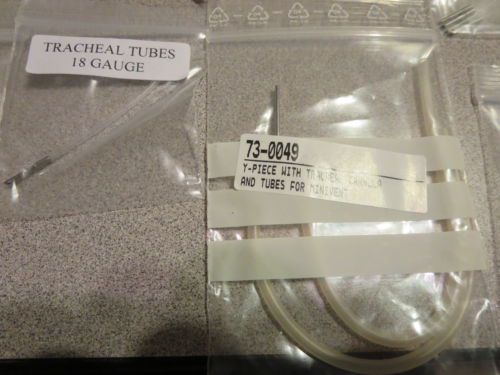 TRACHEAL TUBES
18 GAUGE
73-0049
Y-PIECE WITH TRACHEAL CANNULA
AND TUBES FOR MINIVENT